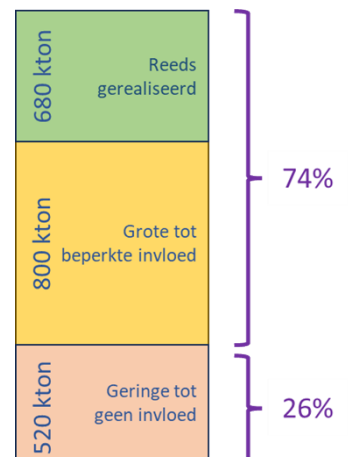 680 kton
Reeds
gerealiseerd
74%
800 kton
Grote tot
beperkte invloed
520 kton
Geringe tot
geen invloed
26%